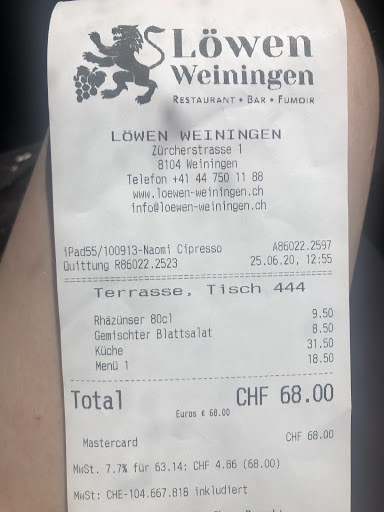 Löwen
Weiningen
RESTAURANT • BAR • FUMOIR
LÖWEN WEININGEN
Zürcherstrasse 1
8104 Weiningen
Telefon +41 44 750 11 88
www.loewen-weiningen.ch
info@loewen-weiningen.ch
iPad55/100913-Naomi Cipresso A86022.2597
Quittung R86022.2523 25.06.20, 12:55
Terrasse, Tisch 444
Rhäzünser 80cl 9.50
Gemischter Blattsalat 8.50
Küche 31.50
Menü 1 18.50
Total CHF 68.00
Euros € 68.00
Mastercard CHF 68.00
MwSt. 7.7% für 63.14: CHF 4.86 (68.00)
MwSt: CHE-104.667.818 inkludiert